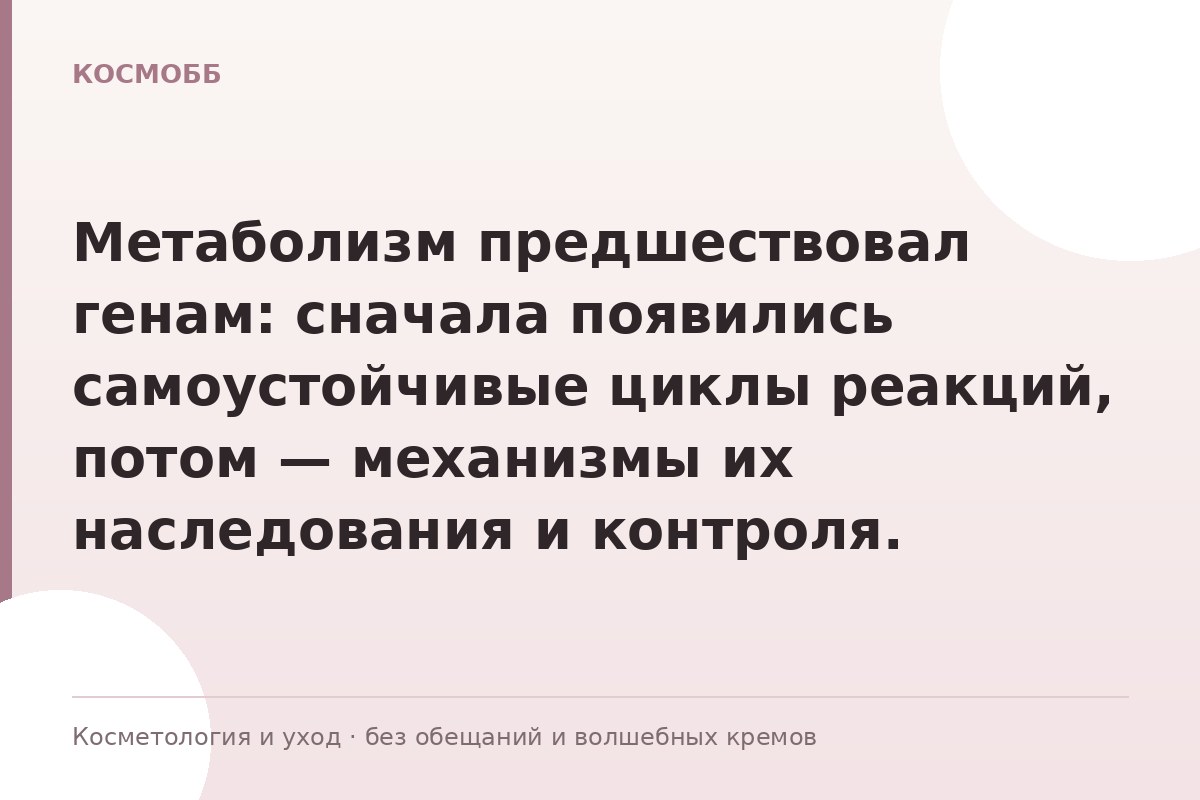 КОСМОББ
Метаболизм предшествовал
генам: сначала появились
самоустойчивые циклы реакций,
потом — механизмы их
наследования и контроля.
Косметология и уход · без обещаний и волшебных кремов